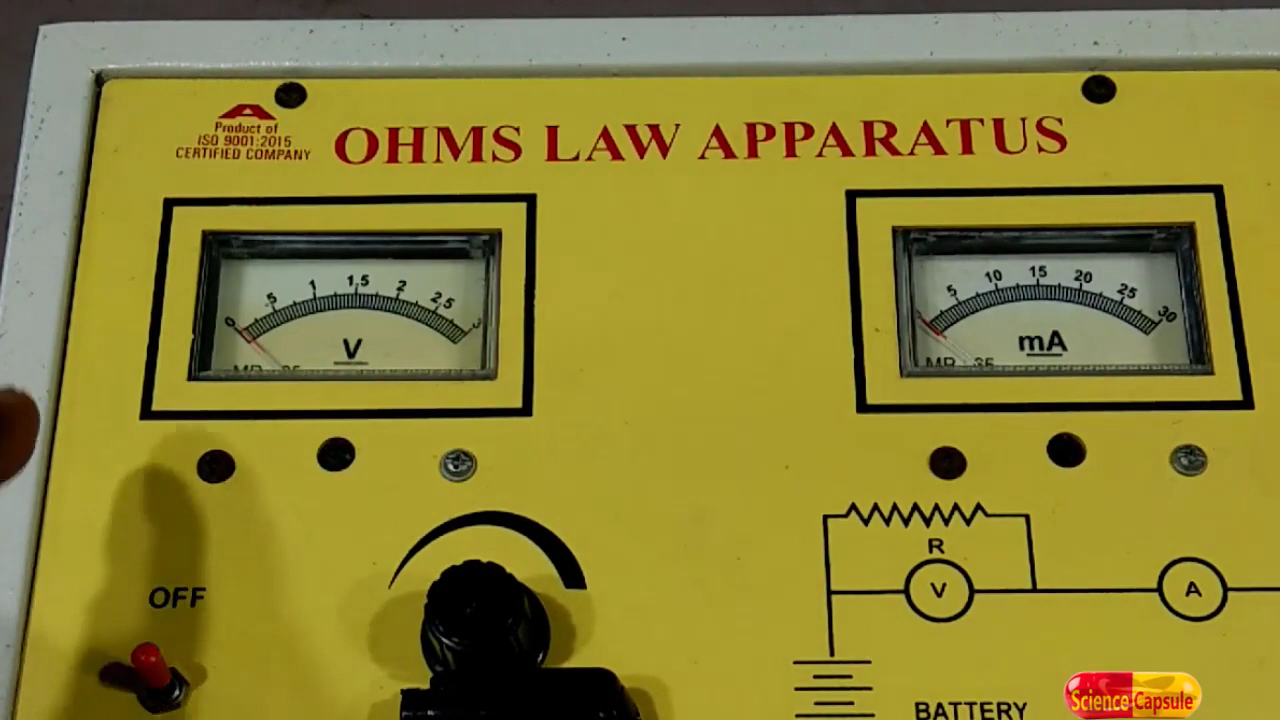 A
Product of
ISO 9001:2015
CERTIFIED COMPANY
OHMS LAW APPARATUS
0 .5 1 1.5 2 2.5 3
V
5 10 15 20 25 30
mA
OFF
R
V
A
BATTERY
Science Capsule